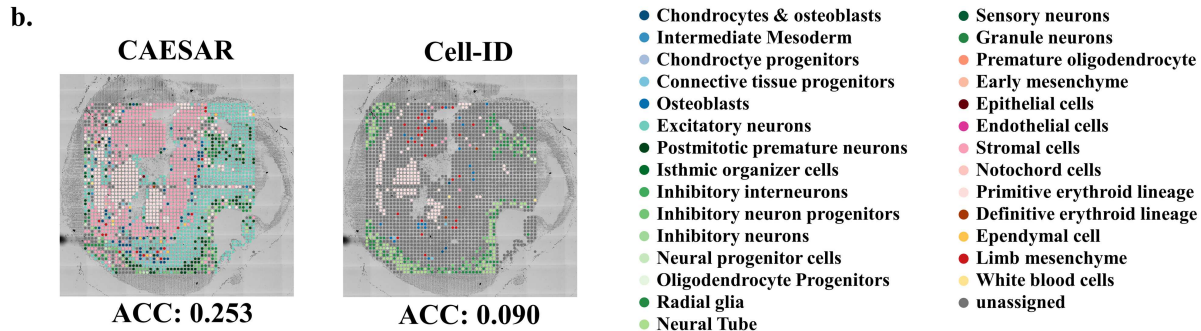 b.
CAESAR
Cell-ID
ACC: 0.253
ACC: 0.090
Chondrocytes & osteoblasts
Intermediate Mesoderm
Chondroctye progenitors
Connective tissue progenitors
Osteoblasts
Excitatory neurons
Postmitotic premature neurons
Isthmic organizer cells
Inhibitory interneurons
Inhibitory neuron progenitors
Inhibitory neurons
Neural progenitor cells
Oligodendrocyte Progenitors
Radial glia
Neural Tube
Sensory neurons
Granule neurons
Premature oligodendrocyte
Early mesenchyme
Epithelial cells
Endothelial cells
Stromal cells
Notochord cells
Primitive erythroid lineage
Definitive erythroid lineage
Ependymal cell
Limb mesenchyme
White blood cells
unassigned